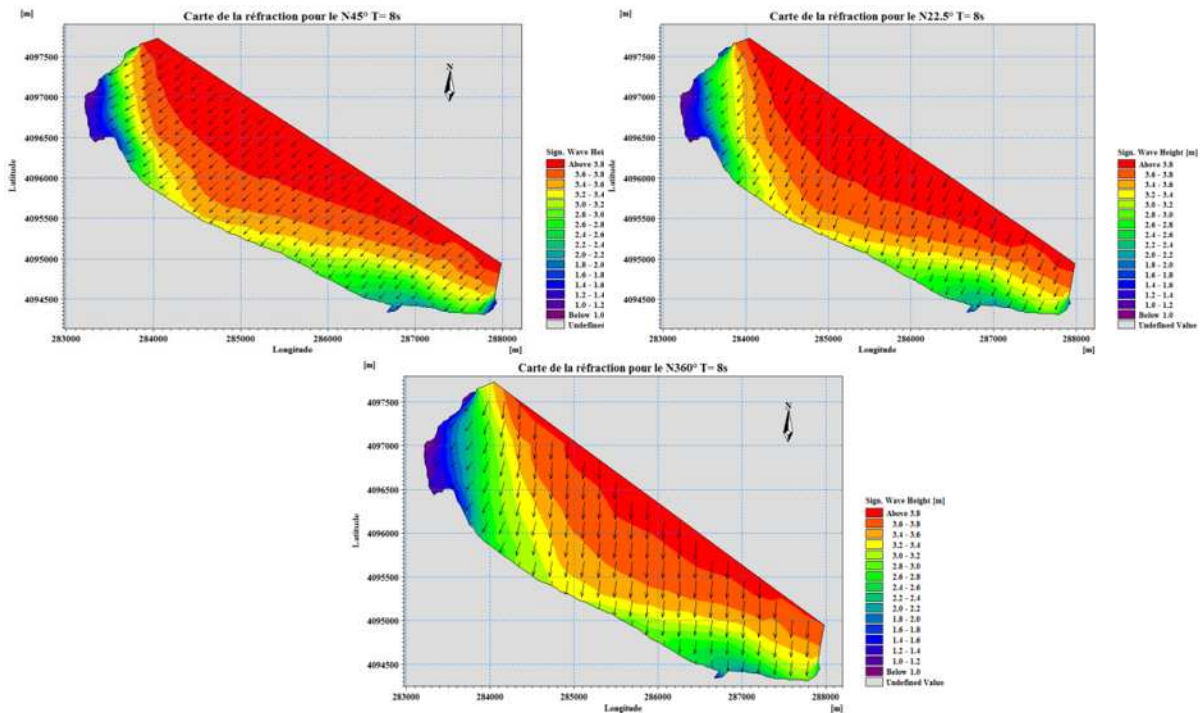 [m]
Carte de la réfraction pour le N45° T= 8s
4097500
4097000
4096500
4096000
4095500
4095000
4094500
Latitude
N
283000 284000 285000 286000 287000 288000
Longitude [m]
Sign. Wave Hei
Above 3.8
3.6 - 3.8
3.4 - 3.6
3.2 - 3.4
3.0 - 3.2
2.8 - 3.0
2.6 - 2.8
2.4 - 2.6
2.2 - 2.4
2.0 - 2.2
1.8 - 2.0
1.6 - 1.8
1.4 - 1.6
1.2 - 1.4
1.0 - 1.2
Below 1.0
Undefined
[m]
Carte de la réfraction pour le N22.5° T= 8s
4097500
4097000
4096500
4096000
4095500
4095000
4094500
Latitude
283000 284000 285000 286000 287000 288000
Longitude [m]
Sign. Wave Height [m]
Above 3.8
3.6 - 3.8
3.4 - 3.6
3.2 - 3.4
3.0 - 3.2
2.8 - 3.0
2.6 - 2.8
2.4 - 2.6
2.2 - 2.4
2.0 - 2.2
1.8 - 2.0
1.6 - 1.8
1.4 - 1.6
1.2 - 1.4
1.0 - 1.2
Below 1.0
Undefined Value
[m]
Carte de la réfraction pour le N360° T= 8s
4097500
4097000
4096500
4096000
4095500
4095000
4094500
Latitude
N
283000 284000 285000 286000 287000 288000
Longitude [m]
Sign. Wave Height [m]
Above 3.8
3.6 - 3.8
3.4 - 3.6
3.2 - 3.4
3.0 - 3.2
2.8 - 3.0
2.6 - 2.8
2.4 - 2.6
2.2 - 2.4
2.0 - 2.2
1.8 - 2.0
1.6 - 1.8
1.4 - 1.6
1.2 - 1.4
1.0 - 1.2
Below 1.0
Undefined Value